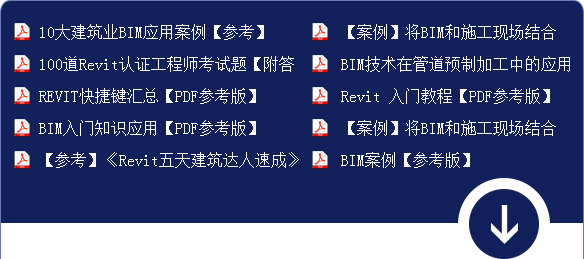 10大建筑业BIM应用案例【参考】
【案例】将BIM和施工现场结合
100道Revit认证工程师考试题【附答
BIM技术在管道预制加工中的应用
REVIT快捷键汇总【PDF参考版】
Revit 入门教程【PDF参考版】
BIM入门知识应用【PDF参考版】
【案例】将BIM和施工现场结合
【参考】《Revit五天建筑达人速成》
BIM案例【参考版】